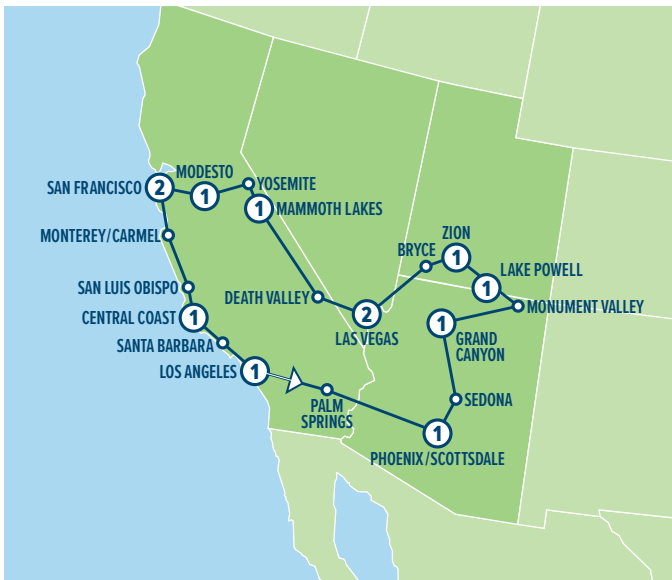 MODESTO
SAN FRANCISCO
2
1
YOSEMITE
1
MAMMOTH LAKES
MONTEREY/CARMEL
ZION
BRYCE
1
LAKE POWELL
1
SAN LUIS OBISPO
DEATH VALLEY
MONUMENT VALLEY
CENTRAL COAST
1
2
LAS VEGAS
1
GRAND
CANYON
SANTA BARBARA
LOS ANGELES
1
PALM
SPRINGS
SEDONA
1
PHOENIX/SCOTTSDALE